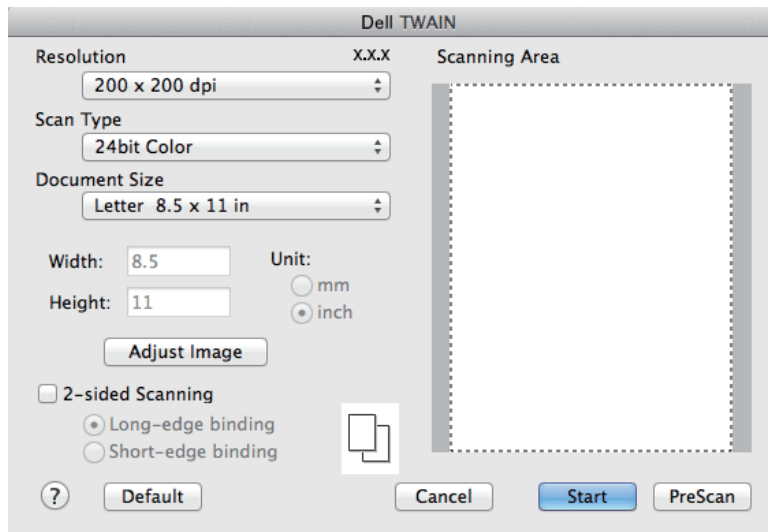 Dell TWAIN
Resolution X.X.X
200 x 200 dpi
Scan Type
24bit Color
Document Size
Letter 8.5 x 11 in
Width: 8.5
Height: 11
Unit:
mm
inch
Adjust Image
2-sided Scanning
Long-edge binding
Short-edge binding
Scanning Area
? Default Cancel Start PreScan